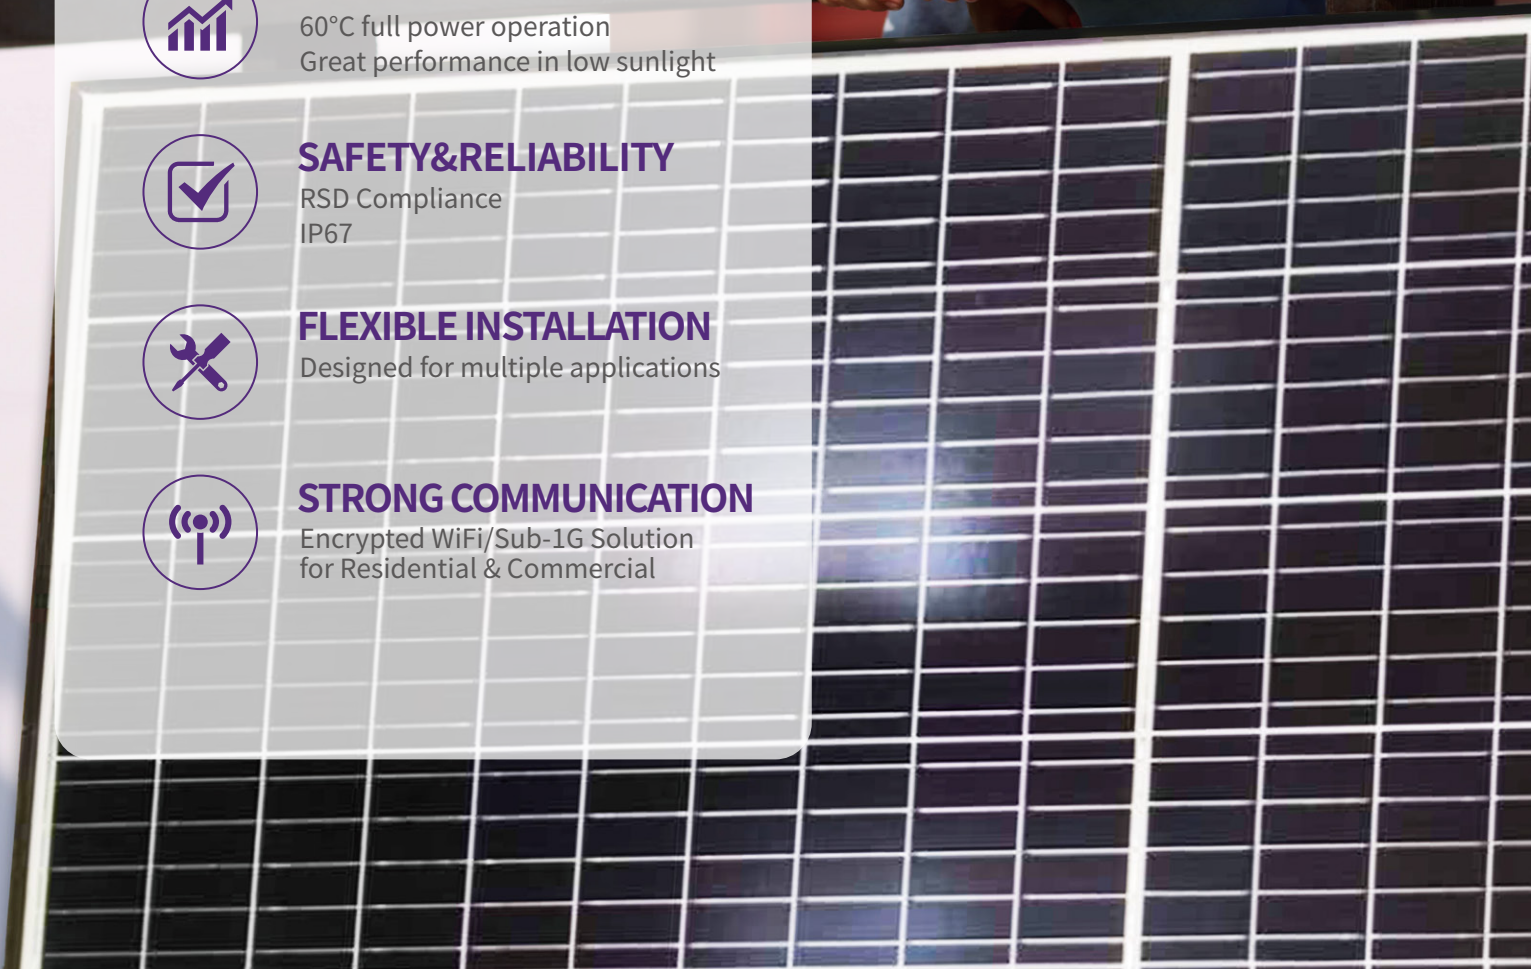 60°C full power operation
Great performance in low sunlight
SAFETY&RELIABILITY
RSD Compliance
IP67
FLEXIBLE INSTALLATION
Designed for multiple applications
STRONG COMMUNICATION
Encrypted WiFi/Sub-1G Solution
for Residential & Commercial